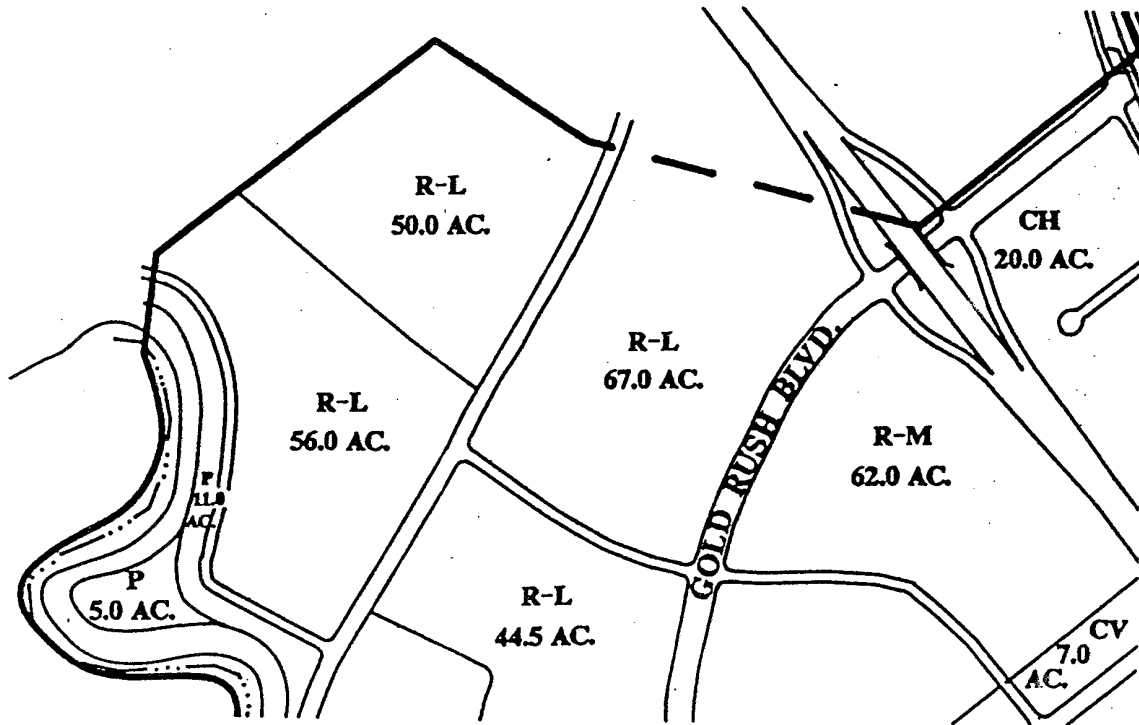 R-L
50.0 AC.
CH
20.0 AC.
R-L
67.0 AC.
R-L
56.0 AC.
GOLD RUSH BLVD.
R-M
62.0 AC.
P
11.0
AC.
P
5.0 AC.
R-L
44.5 AC.
CV
7.0
AC.